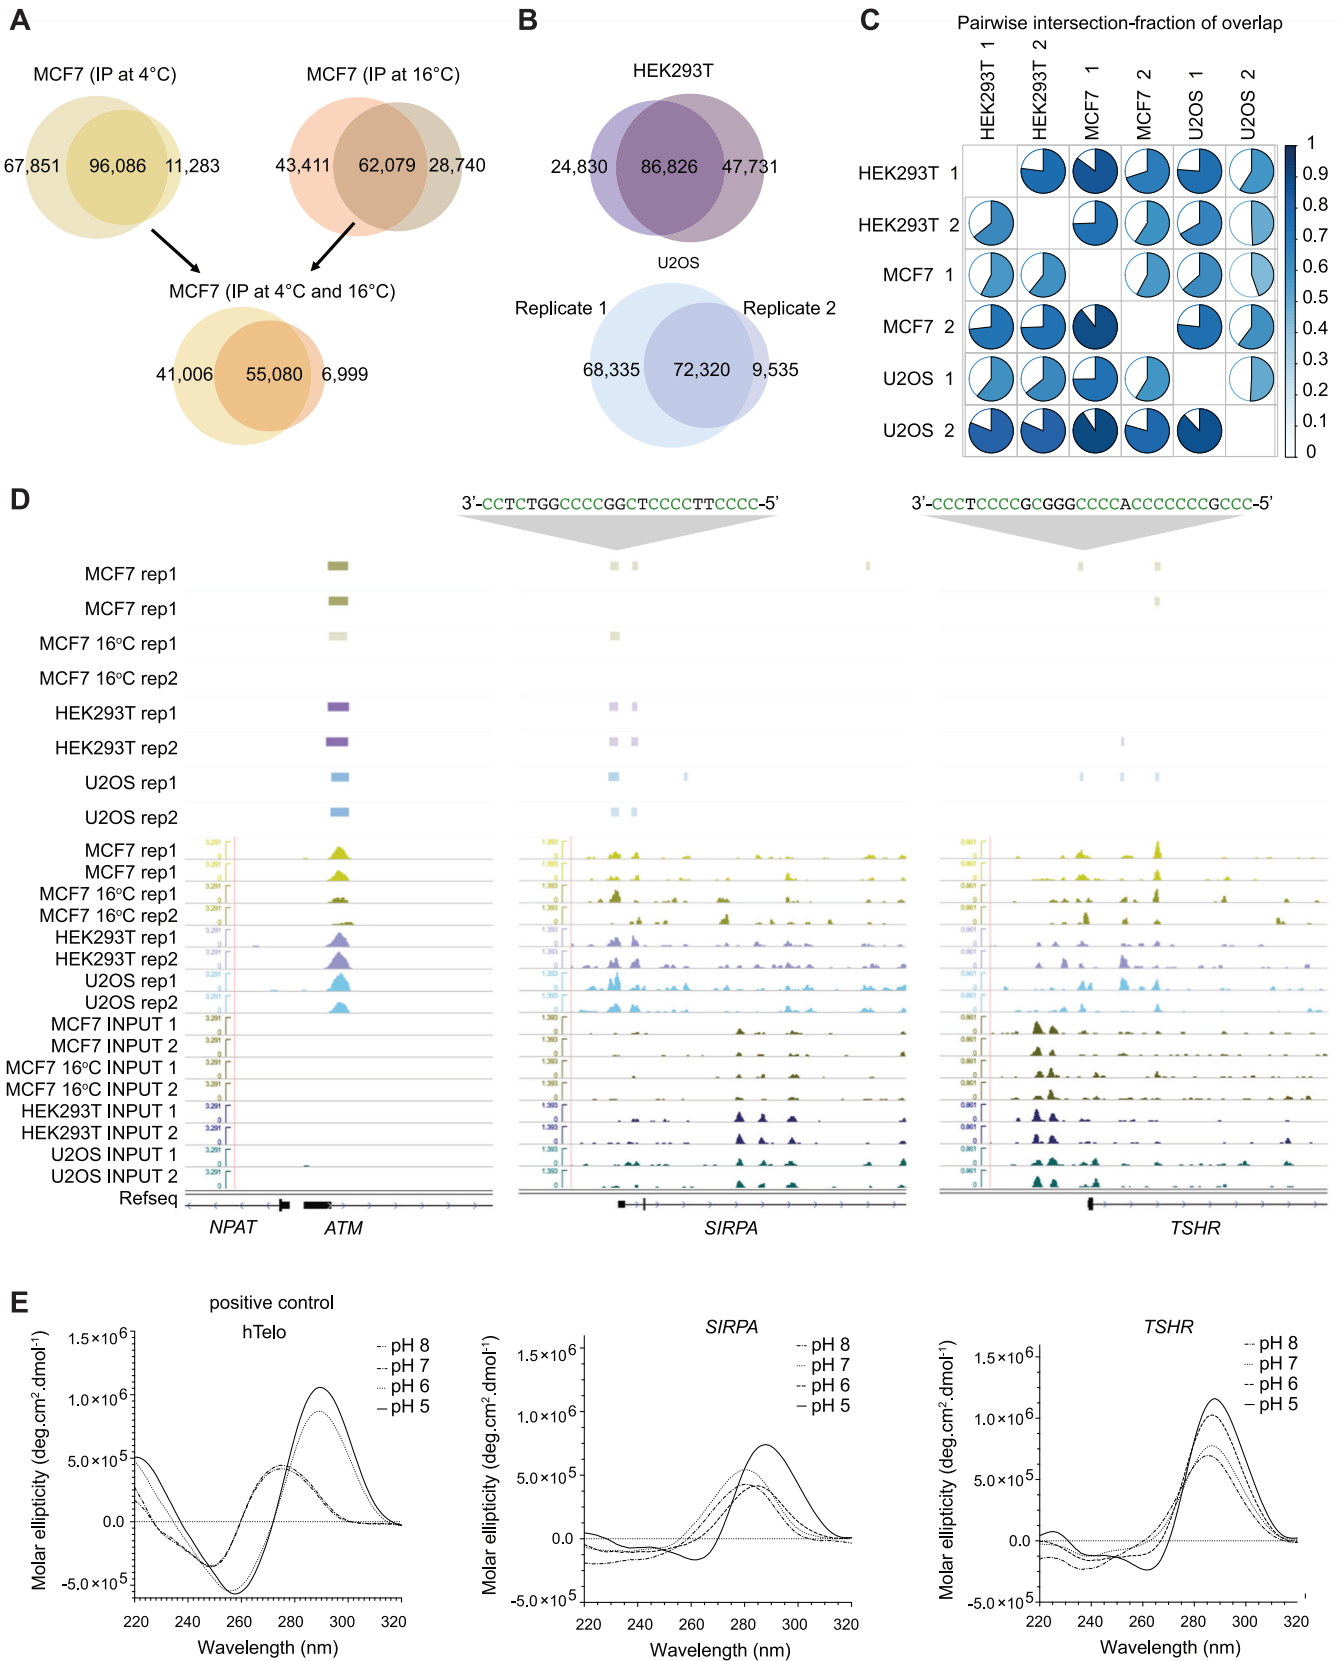 A
MCF7 (IP at 4°C)
MCF7 (IP at 16°C)
67,851
96,086
11,283
43,411
62,079
28,740
MCF7 (IP at 4°C and 16°C)
41,006
55,080
6,999
B
HEK293T
24,830
86,826
47,731
U2OS
Replicate 1
Replicate 2
68,335
72,320
9,535
C
Pairwise intersection-fraction of overlap
HEK293T 1
HEK293T 2
MCF7 1
MCF7 2
U2OS 1
U2OS 2
HEK293T 1
HEK293T 2
MCF7 1
MCF7 2
U2OS 1
U2OS 2
1
0.9
0.8
0.7
0.6
0.5
0.4
0.3
0.2
0.1
0
D
3’-CCTCTGGCCCCGGCTCCCCTTCCCC-5’
3’-CCCTCCCCGCGGGCCCCACCCCCCCGCCC-5’
MCF7 rep1
MCF7 rep1
MCF7 16°C rep1
MCF7 16°C rep2
HEK293T rep1
HEK293T rep2
U2OS rep1
U2OS rep2
MCF7 rep1
MCF7 rep1
MCF7 16°C rep1
MCF7 16°C rep2
HEK293T rep1
HEK293T rep2
U2OS rep1
U2OS rep2
MCF7 INPUT 1
MCF7 INPUT 2
MCF7 16°C INPUT 1
MCF7 16°C INPUT 2
HEK293T INPUT 1
HEK293T INPUT 2
U2OS INPUT 1
U2OS INPUT 2
Refseq
3.291
0
1.393
0
0.861
0
NPAT
ATM
SIRPA
TSHR
E
positive control
hTelo
Molar ellipticity (deg.cm².dmol⁻¹)
1.5×10⁶
1.0×10⁶
5.0×10⁵
0.0
-5.0×10⁵
pH 8
pH 7
pH 6
pH 5
220 240 260 280 300 320
Wavelength (nm)
SIRPA
Molar ellipticity (deg.cm².dmol⁻¹)
1.5×10⁶
1.0×10⁶
5.0×10⁵
0.0
-5.0×10⁵
pH 8
pH 7
pH 6
pH 5
220 240 260 280 300 320
Wavelength (nm)
TSHR
Molar ellipticity (deg.cm².dmol⁻¹)
1.5×10⁶
1.0×10⁶
5.0×10⁵
0.0
-5.0×10⁵
pH 8
pH 7
pH 6
pH 5
220 240 260 280 300 320
Wavelength (nm)